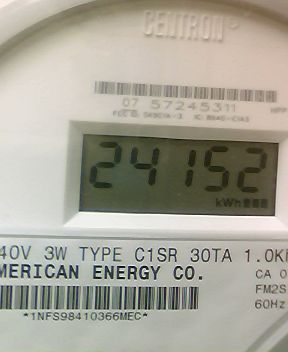 CENTRON
07 57245311
24152
kWh
40V 3W TYPE C1SR 30TA 1.0K
MERICAN ENERGY CO.
CA 0
FM2S
60Hz
*1NFS98410366MEC*